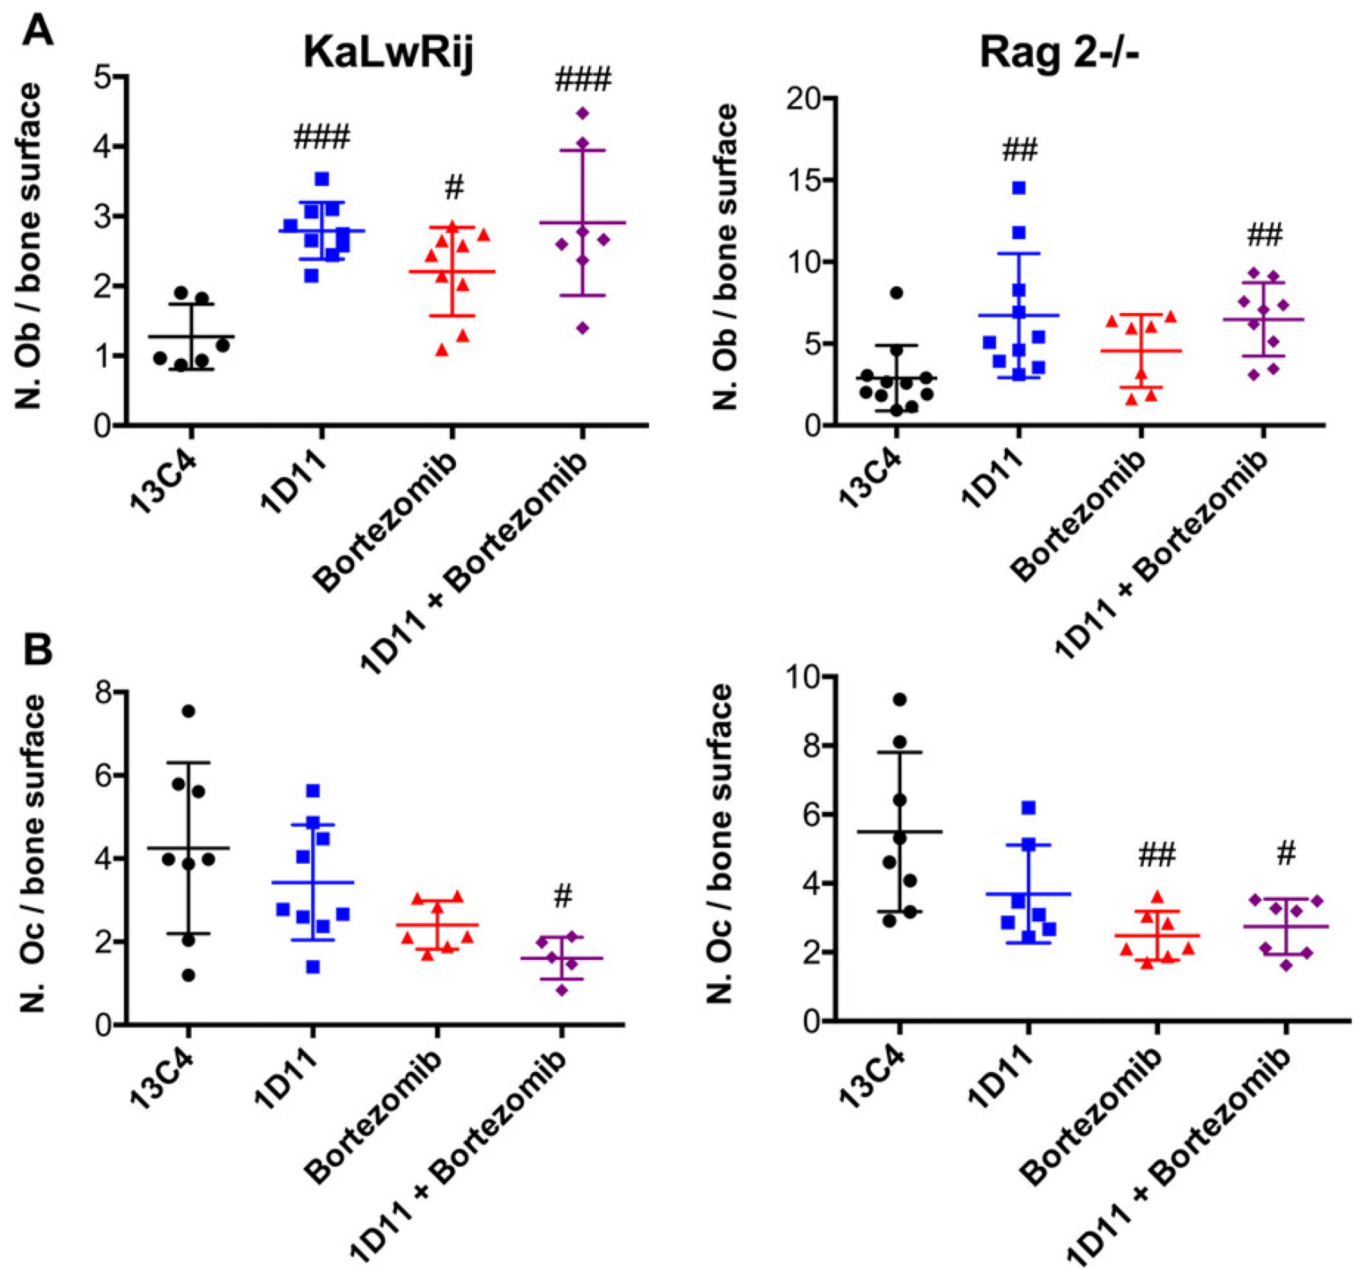 A
KaLwRij
Rag 2-/-
N. Ob / bone surface
5
4
3
2
1
0
###
#
###
13C4
1D11
Bortezomib
1D11 + Bortezomib
N. Ob / bone surface
20
15
10
5
0
##
##
13C4
1D11
Bortezomib
1D11 + Bortezomib
B
N. Oc / bone surface
8
6
4
2
0
#
13C4
1D11
Bortezomib
1D11 + Bortezomib
N. Oc / bone surface
10
8
6
4
2
0
##
#
13C4
1D11
Bortezomib
1D11 + Bortezomib